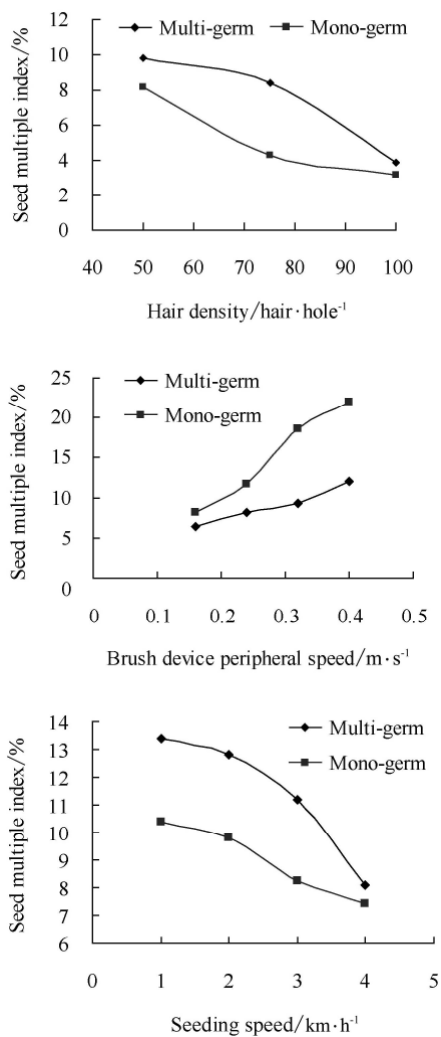 12
Multi-germ Mono-germ
10
8
6
4
2
0
Seed multiple index/%
40 50 60 70 80 90 100
Hair density/hair·hole⁻¹
25
Multi-germ
20
Mono-germ
15
10
5
0
Seed multiple index/%
0 0.1 0.2 0.3 0.4 0.5
Brush device peripheral speed/m·s⁻¹
14
Multi-germ
13
Mono-germ
12
11
10
9
8
7
6
Seed multiple index/%
0 1 2 3 4 5
Seeding speed/km·h⁻¹